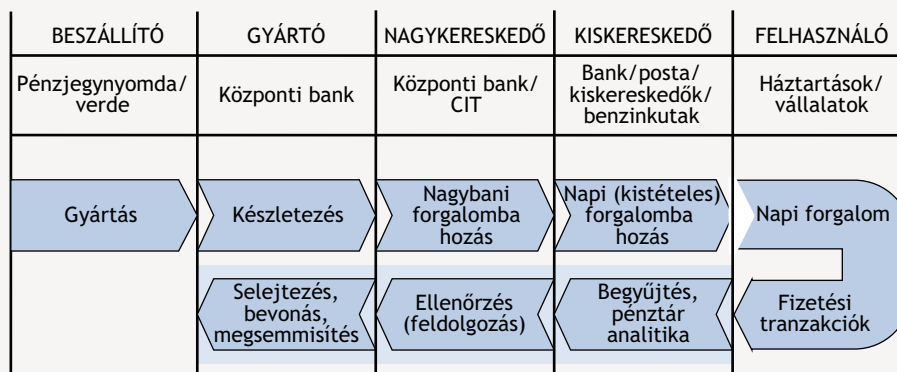 BESZÁLLÍTÓ
GYÁRTÓ
NAGYKERESKEDŐ
KISKERESKEDŐ
FELHASZNÁLÓ
Pénzjegynyomda/
verde
Központi bank
Központi bank/
CIT
Bank/posta/
kiskereskedők/
benzinkutak
Háztartások/
vállalatok
Gyártás
Készletezés
Nagybani
forgalomba
hozás
Napi (kistételes)
forgalomba
hozás
Napi forgalom
Selejtezés,
bevonás,
megsemmisítés
Ellenőrzés
(feldolgozás)
Begyűjtés,
pénztár
analitika
Fizetési
tranzakciók